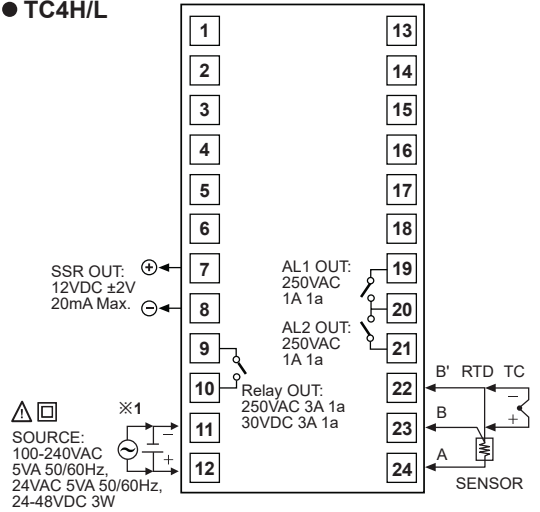 ● TC4H/L
1
2
3
4
5
6
7
8
9
10
11
12
13
14
15
16
17
18
19
20
21
22
23
24
SSR OUT:
12VDC ±2V
20mA Max.
⊕
⊖
AL1 OUT:
250VAC
1A 1a
AL2 OUT:
250VAC
1A 1a
Relay OUT:
250VAC 3A 1a
30VDC 3A 1a
※1
−
+
SOURCE:
100-240VAC
5VA 50/60Hz,
24VAC 5VA 50/60Hz,
24-48VDC 3W
B' RTD TC
−
B
+
A
SENSOR